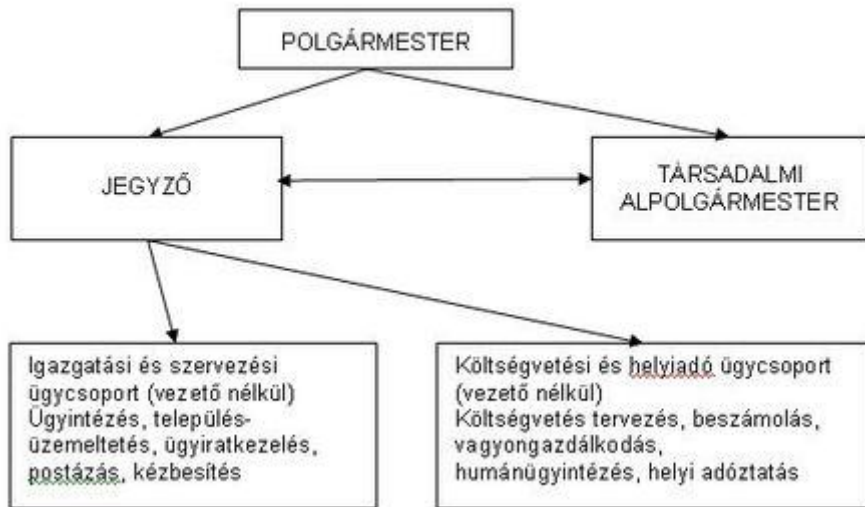 POLGÁRMESTER
JEGYZŐ
TÁRSADALMI
ALPOLGÁRMESTER
Igazgatási és szervezési
ügycsoport (vezető nélkül)
Ügyintézés, település-
üzemeltetés, ügyiratkezelés,
postázás, kézbesítés
Költségvetési és helyiadó ügycsoport
(vezető nélkül)
Költségvetés tervezés, beszámolás,
vagyongazdálkodás,
humánügyintézés, helyi adóztatás